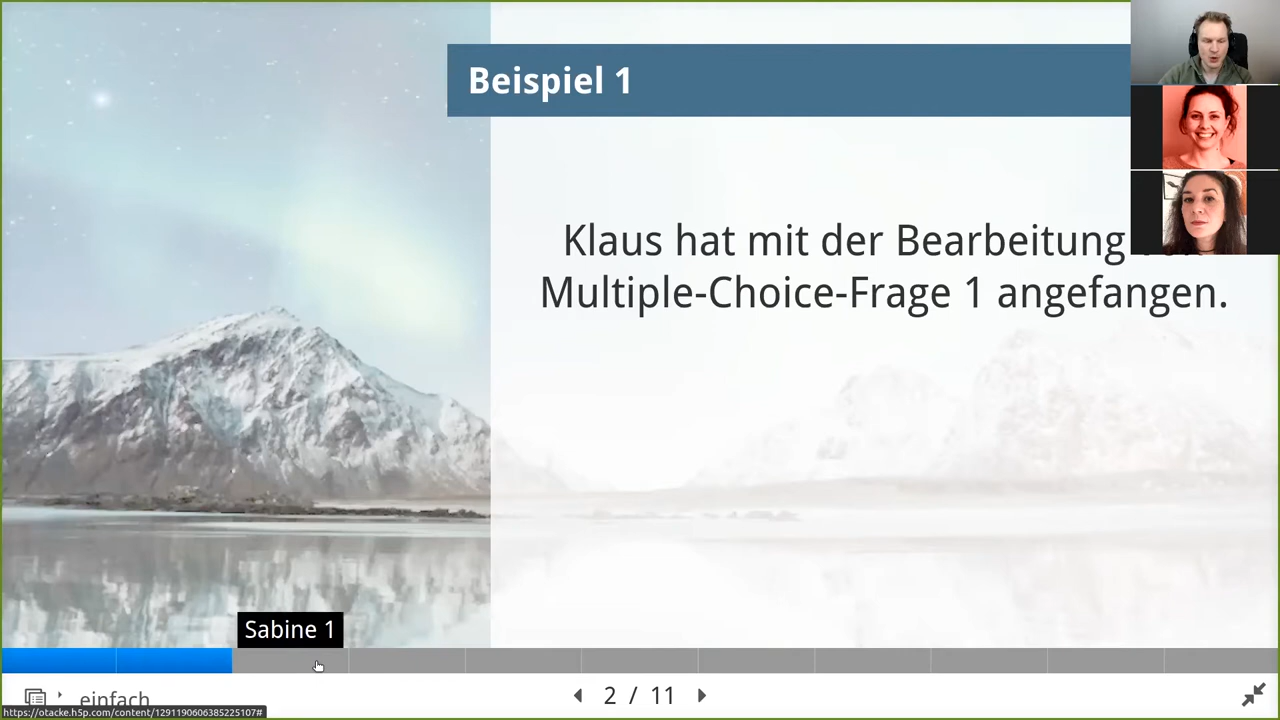 Beispiel 1
Klaus hat mit der Bearbeitung
Multiple-Choice-Frage 1 angefangen.
Sabine 1
einfach
2 / 11
https://otacke.h5p.com/content/1291190606385225107#